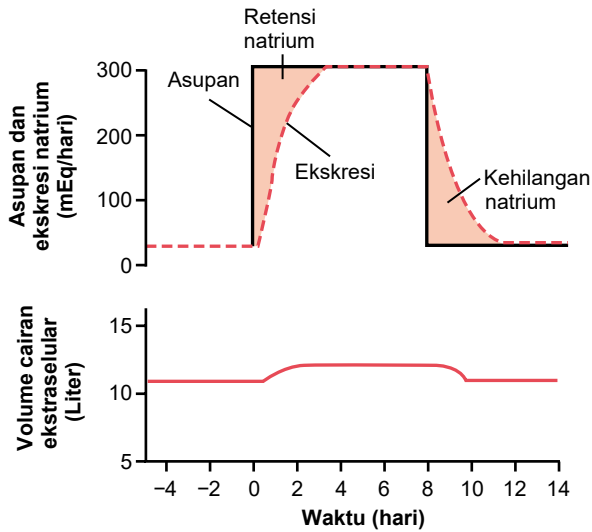 Retensi
natrium
Asupan dan
ekskresi natrium
(mEq/hari)
300
200
100
0
Asupan
Ekskresi
Kehilangan
natrium
Volume cairan
ekstraselular
(Liter)
15
10
5
−4 −2 0 2 4 6 8 10 12 14
Waktu (hari)